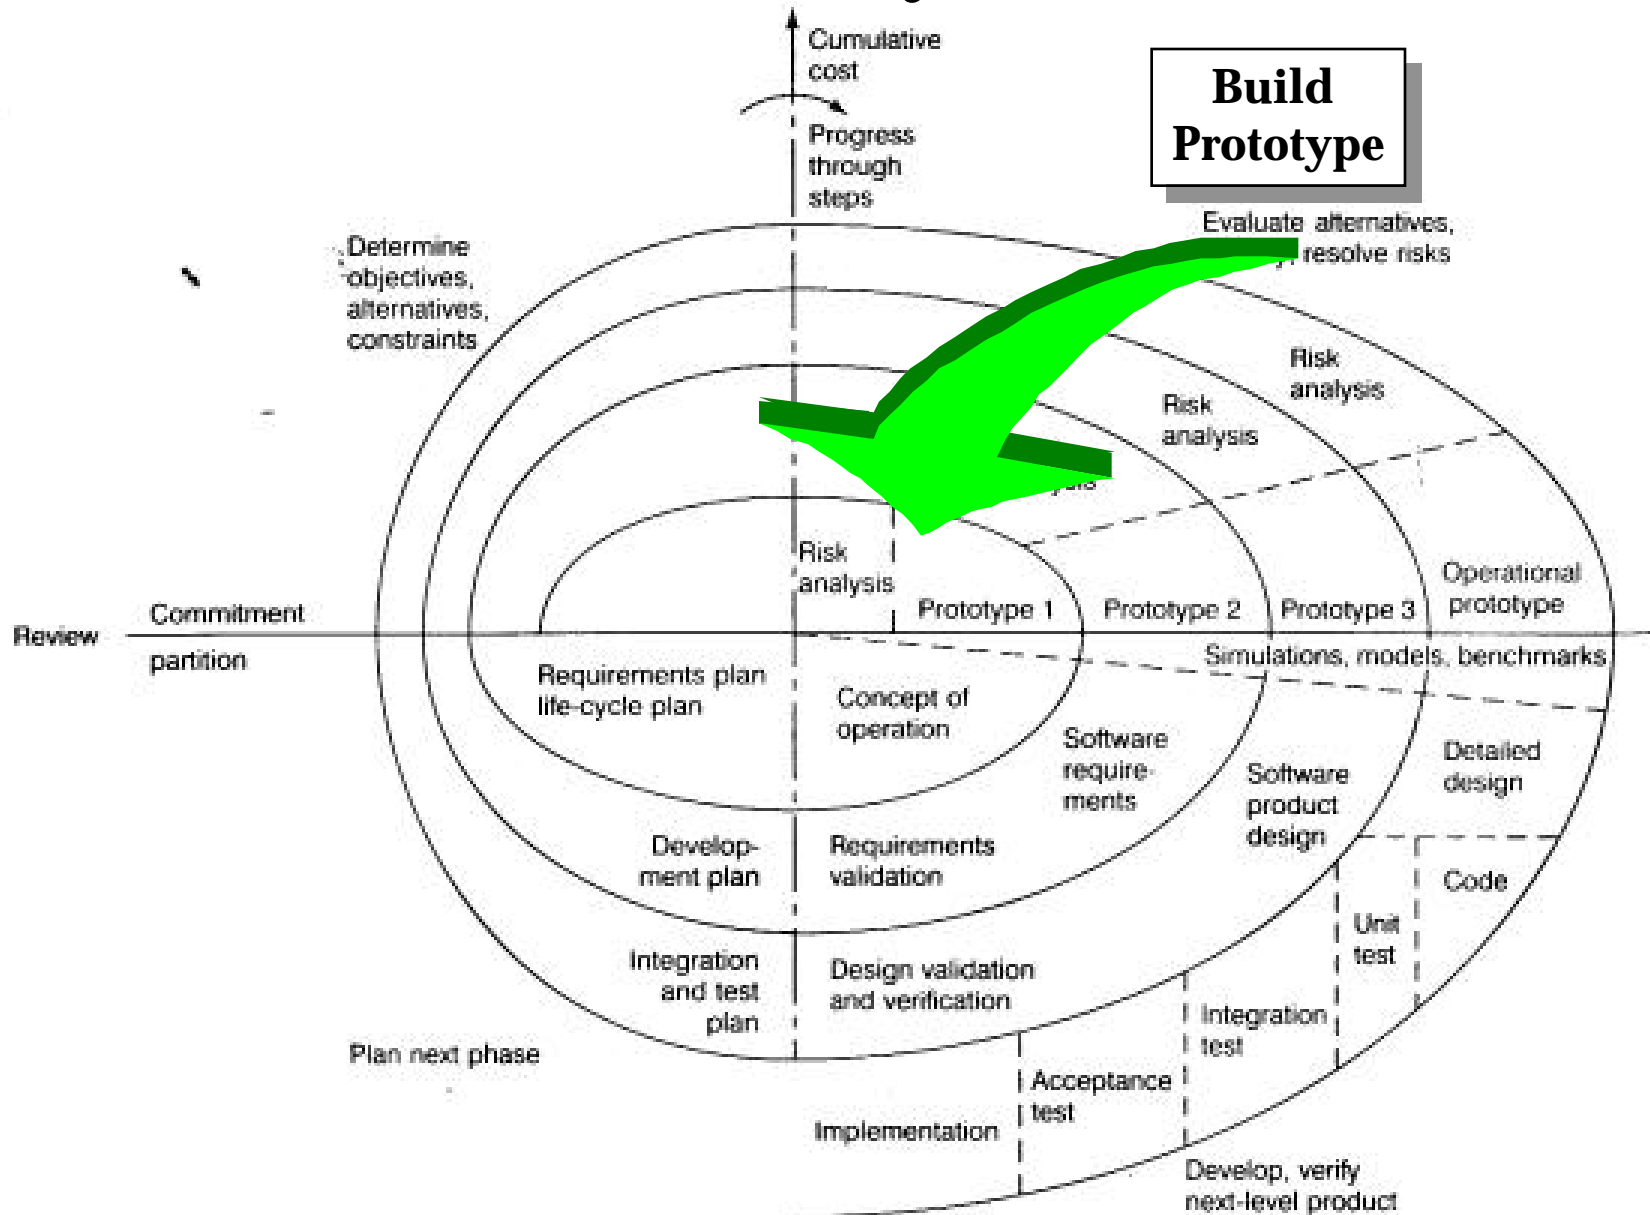 Cumulative
cost
Build
Prototype
Progress
through
steps
Evaluate alternatives,
resolve risks
Determine
objectives,
alternatives,
constraints
Risk
analysis
Risk
analysis
Risk
analysis
Commitment
Review
partition
Prototype 1
Prototype 2
Prototype 3
Operational
prototype
Simulations, models, benchmarks
Requirements plan
life-cycle plan
Concept of
operation
Software
require-
ments
Software
product
design
Detailed
design
Develop-
ment plan
Requirements
validation
Code
Unit
test
Integration
and test
plan
Design validation
and verification
Integration
test
Plan next phase
Acceptance
test
Implementation
Develop, verify
next-level product